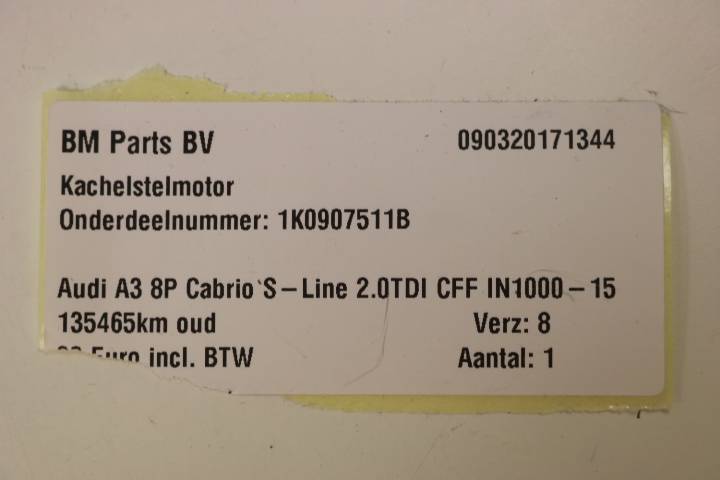 BM Parts BV 090320171344
Kachelstelmotor
Onderdeelnummer: 1K0907511B
Audi A3 8P Cabrio S-Line 2.0TDI CFF IN1000-15
135465km oud Verz: 8
Euro incl. BTW Aantal: 1